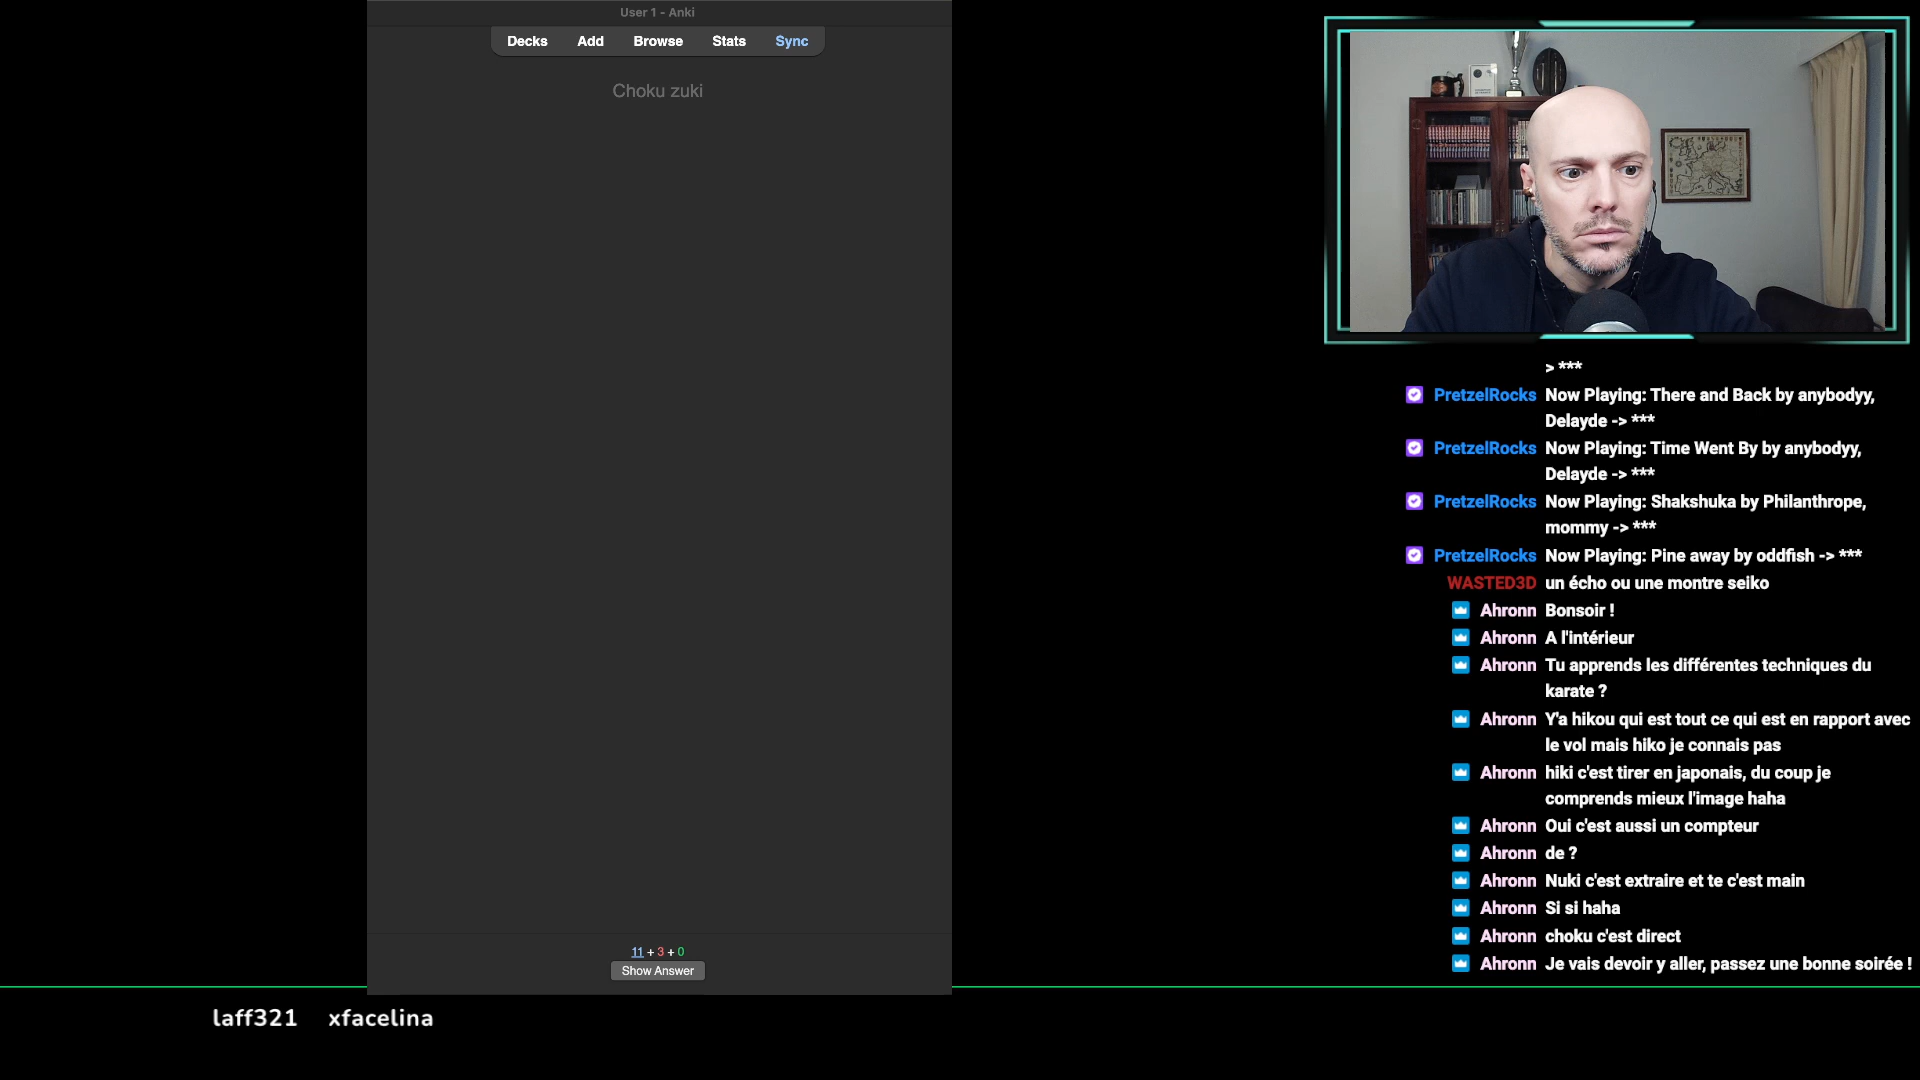 User 1 - Anki
Decks Add Browse Stats Sync
Choku zuki
11 + 3 + 0
Show Answer
> ***
PretzelRocks Now Playing: There and Back by anybodyy,
Delayde -> ***
PretzelRocks Now Playing: Time Went By by anybodyy,
Delayde -> ***
PretzelRocks Now Playing: Shakshuka by Philanthrope,
mommy -> ***
PretzelRocks Now Playing: Pine away by oddfish -> ***
WASTED3D un écho ou une montre seiko
Ahronn Bonsoir !
Ahronn A l'intérieur
Ahronn Tu apprends les différentes techniques du
karate ?
Ahronn Y'a hikou qui est tout ce qui est en rapport avec
le vol mais hiko je connais pas
Ahronn hiki c'est tirer en japonais, du coup je
comprends mieux l'image haha
Ahronn Oui c'est aussi un compteur
Ahronn de ?
Ahronn Nuki c'est extraire et te c'est main
Ahronn Si si haha
Ahronn choku c'est direct
Ahronn Je vais devoir y aller, passez une bonne soirée !
laff321 xfacelina